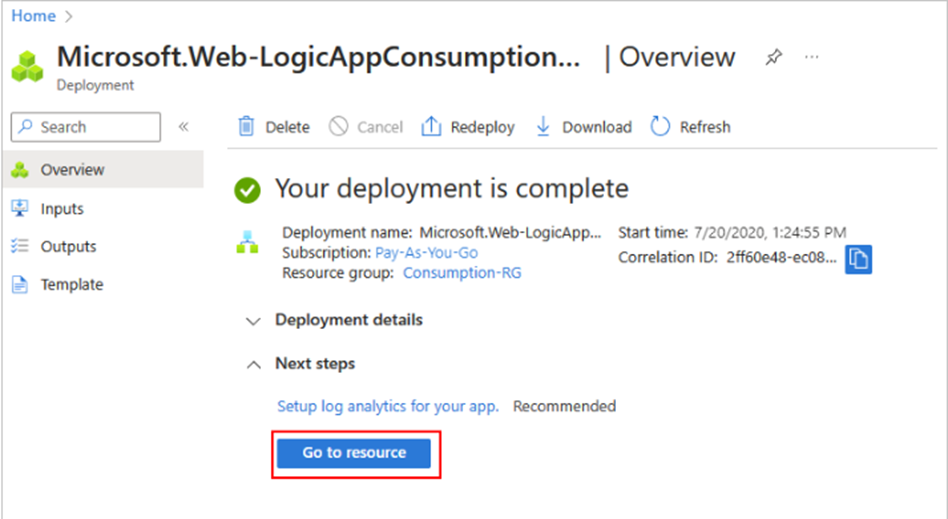 Home >
Microsoft.Web-LogicAppConsumption... | Overview ...
Deployment
Search «
Delete Cancel Redeploy Download Refresh
Overview
Inputs
Outputs
Template
Your deployment is complete
Deployment name: Microsoft.Web-LogicApp... Start time: 7/20/2020, 1:24:55 PM
Subscription: Pay-As-You-Go Correlation ID: 2ff60e48-ec08...
Resource group: Consumption-RG
Deployment details
Next steps
Setup log analytics for your app. Recommended
Go to resource